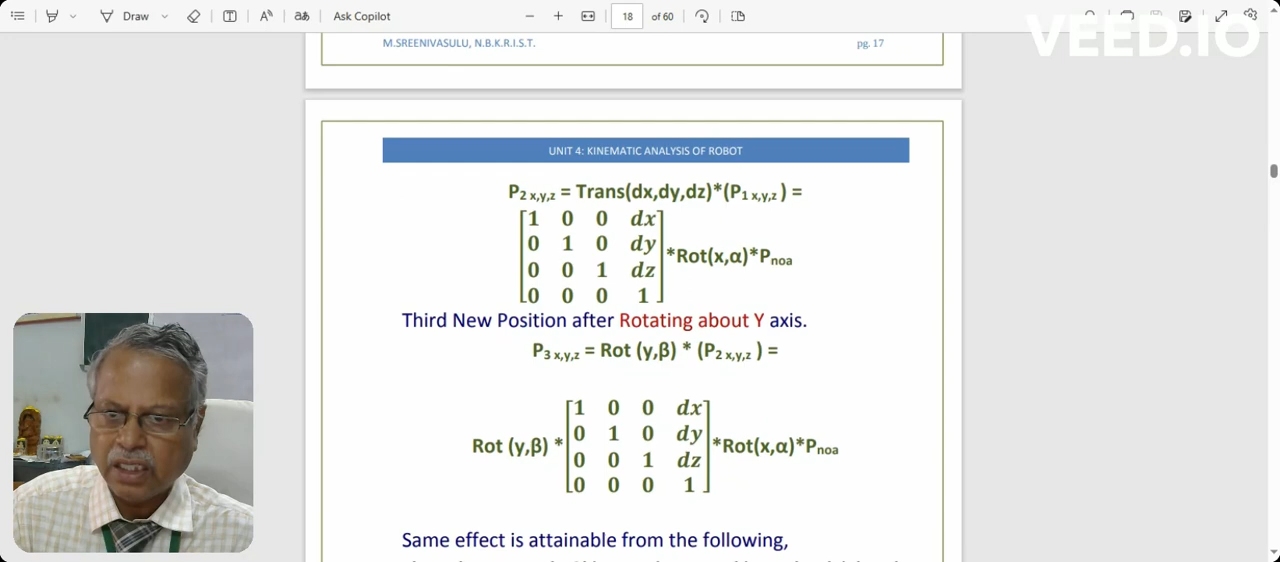 Draw
Ask Copilot
18 of 60
VEED.IO
M.SREENIVASULU, N.B.K.R.I.S.T. pg. 17
UNIT 4: KINEMATIC ANALYSIS OF ROBOT
P2 x,y,z = Trans(dx,dy,dz)*(P1 x,y,z ) =
[1 0 0 dx]
[0 1 0 dy] *Rot(x,α)*Pnoa
[0 0 1 dz]
[0 0 0 1]
Third New Position after Rotating about Y axis.
P3 x,y,z = Rot (y,β) * (P2 x,y,z ) =
[1 0 0 dx]
Rot (y,β) * [0 1 0 dy] *Rot(x,α)*Pnoa
[0 0 1 dz]
[0 0 0 1]
Same effect is attainable from the following,